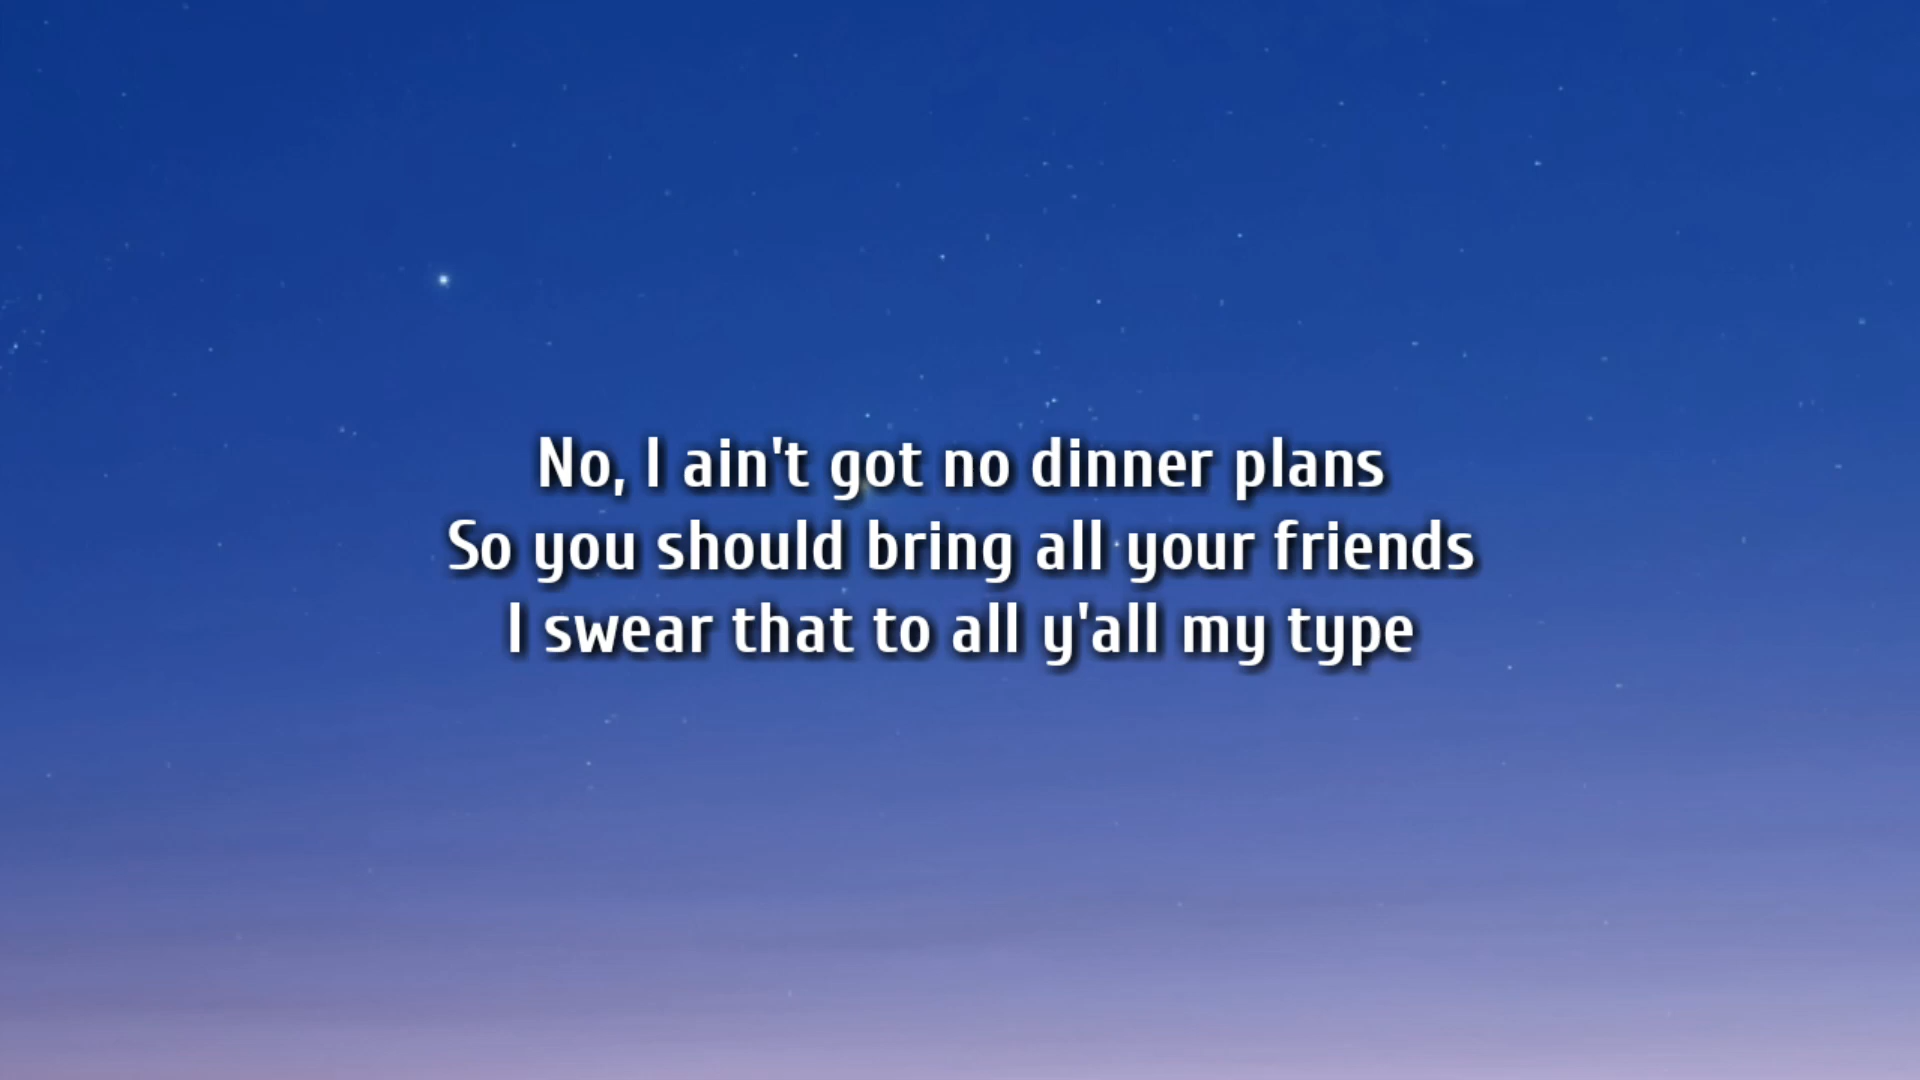 No, I ain't got no dinner plans
So you should bring all your friends
I swear that to all y'all my type